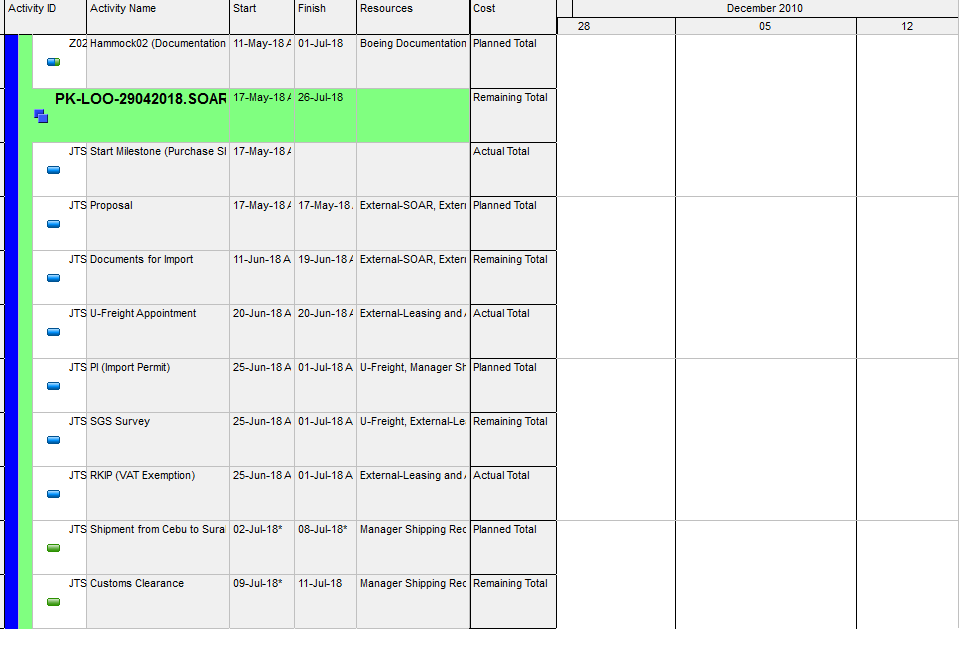 Activity ID Activity Name Start Finish Resources Cost December 2010
28 05 12
Z02 Hammock02 (Documentation 11-May-18 A 01-Jul-18 Boeing Documentation Planned Total
PK-LOO-29042018.SOAR 17-May-18 A 26-Jul-18 Remaining Total
JTS Start Milestone (Purchase 17-May-18 A Actual Total
JTS Proposal 17-May-18 A 17-May-18 External-SOAR, Planned Total
JTS Documents for Import 11-Jun-18 A 19-Jun-18 A External-SOAR, Remaining Total
JTS U-Freight Appointment 20-Jun-18 A 20-Jun-18 A External-Leasing and Actual Total
JTS PI (Import Permit) 25-Jun-18 A 01-Jul-18 A U-Freight, Manager Planned Total
JTS SGS Survey 25-Jun-18 A 01-Jul-18 A U-Freight, External-Le Remaining Total
JTS RKIP (VAT Exemption) 25-Jun-18 A 01-Jul-18 A External-Leasing and Actual Total
JTS Shipment from Cebu to Sura 02-Jul-18* 08-Jul-18* Manager Shipping Rec Planned Total
JTS Customs Clearance 09-Jul-18* 11-Jul-18 Manager Shipping Rec Remaining Total